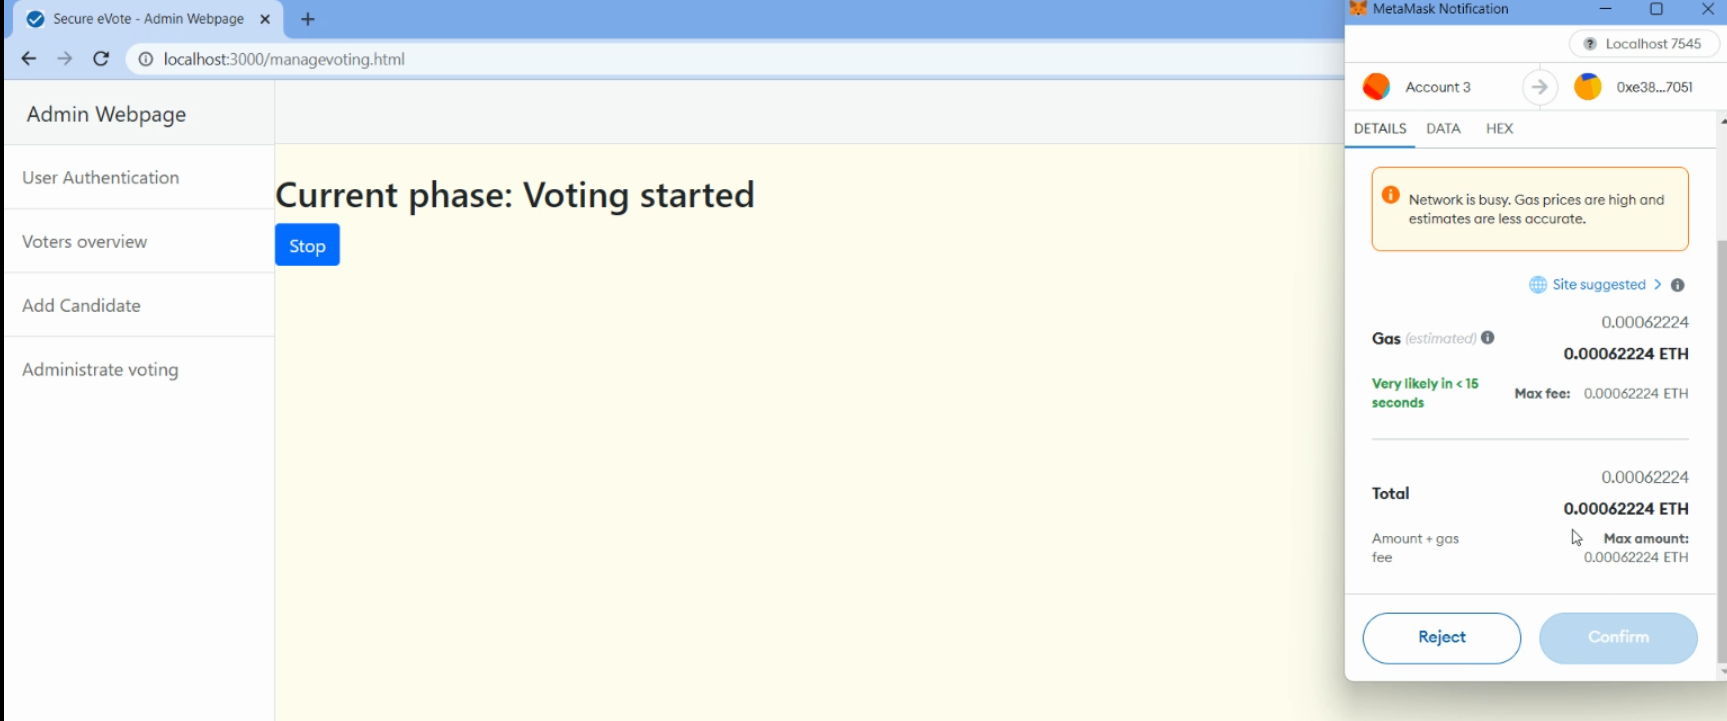 Secure eVote - Admin Webpage
localhost:3000/managevoting.html
Admin Webpage
User Authentication
Voters overview
Add Candidate
Administrate voting
Current phase: Voting started
Stop
MetaMask Notification
Localhost 7545
Account 3
0xe38...7051
DETAILS DATA HEX
Network is busy. Gas prices are high and
estimates are less accurate.
Site suggested >
0.00062224
Gas (estimated)
0.00062224 ETH
Very likely in < 15
seconds
Max fee: 0.00062224 ETH
0.00062224
Total
0.00062224 ETH
Amount + gas
fee
Max amount:
0.00062224 ETH
Reject
Confirm